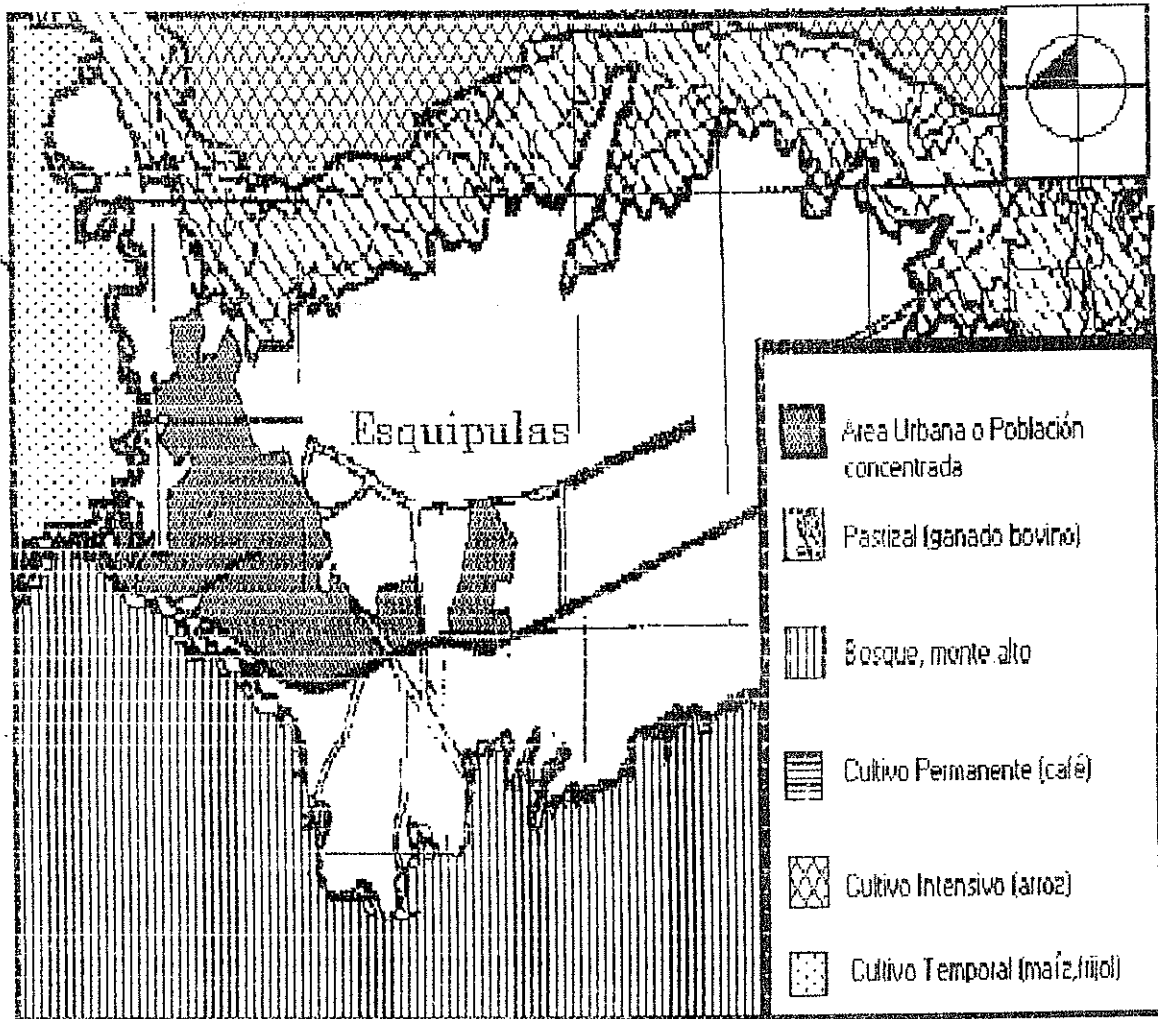 Esquipulas
Area Urbana o Población
concentrada
Pastizal (ganado bovino)
Bosque, monte alto
Cultivo Permanente (café)
Cultivo Intensivo (arroz)
Cultivo Temporal (maíz,frijol)